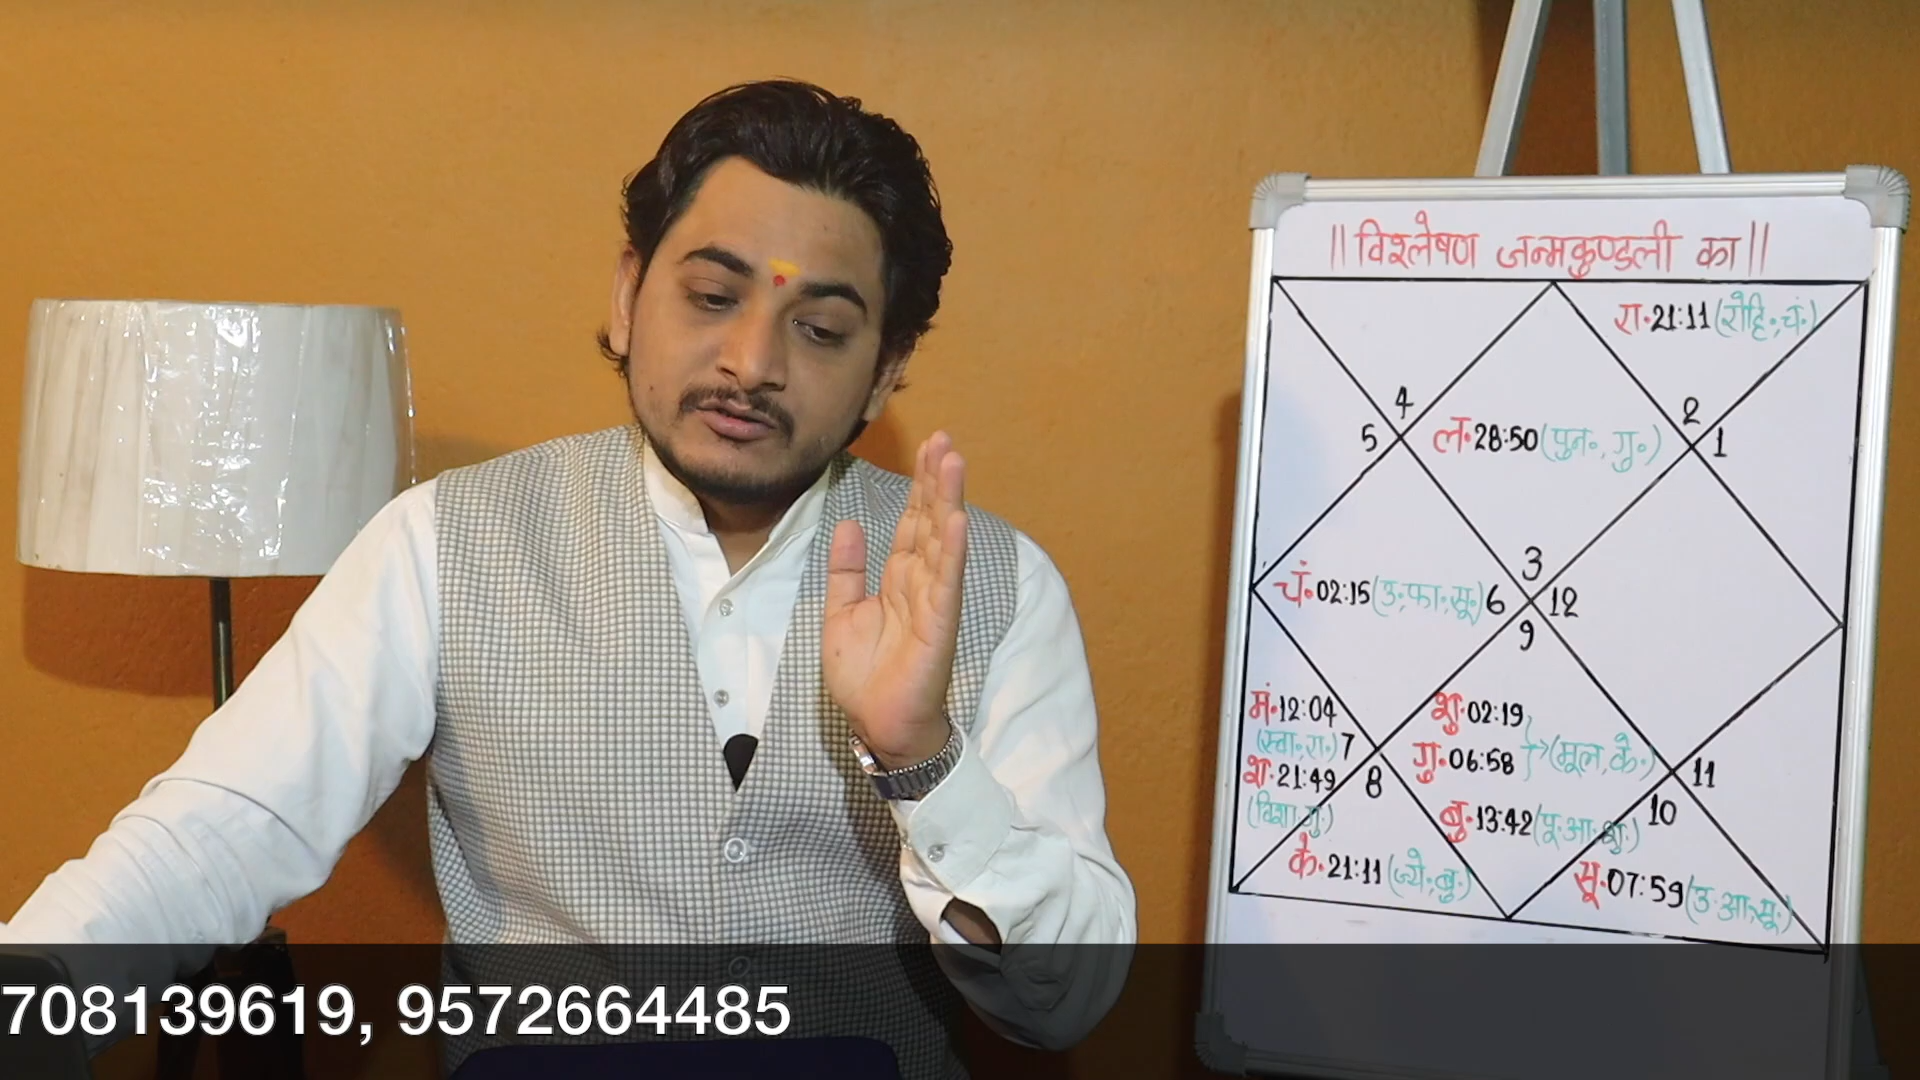 ||विश्लेषण जन्मकुण्डली का||
रा॰21:11(रोहि॰,चं॰)
4
2
5
ल॰28:50(पुन॰,गु॰)
1
3
चं॰02:15(उ॰,फा॰,सू॰)6
12
9
मं॰12:04
(स्वा॰रा॰)7
श॰21:49
(विशा॰गु॰)
शु॰02:19
गु॰06:58
(मूल,के॰)
8
11
10
बु॰13:42(पू॰आ॰शु॰)
के॰21:11(ज्ये॰,बु॰)
सू॰07:59(उ॰आ॰,सू॰)
708139619, 9572664485